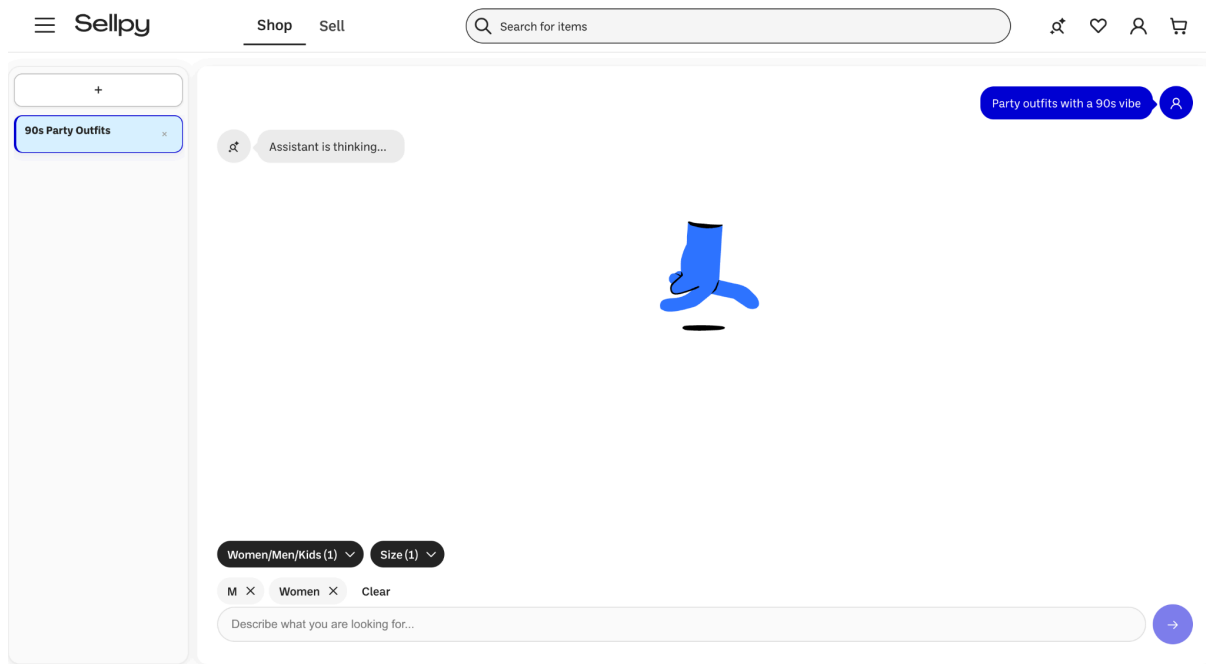 Sellpy
Shop
Sell
Search for items
+
90s Party Outfits
×
Party outfits with a 90s vibe
Assistant is thinking...
Women/Men/Kids (1)
Size (1)
M ×
Women ×
Clear
Describe what you are looking for...